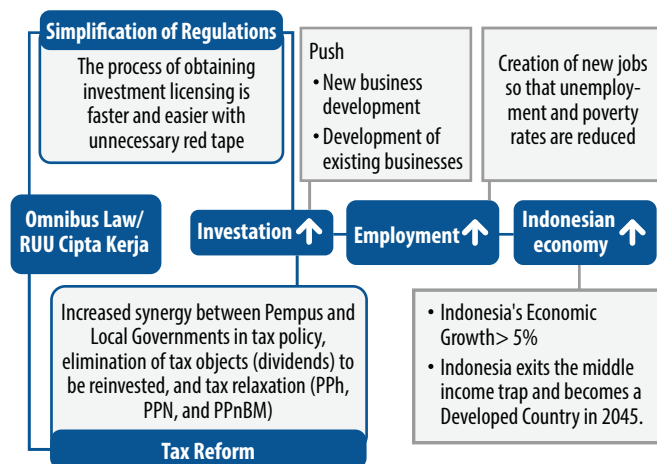 Simplification of Regulations
The process of obtaining
investment licensing is
faster and easier with
unnecessary red tape
Push
• New business
development
• Development of
existing businesses
Creation of new jobs
so that unemploy-
ment and poverty
rates are reduced
Omnibus Law/
RUU Cipta Kerja
Investation
Employment
Indonesian
economy
Increased synergy between Pempus and
Local Governments in tax policy,
elimination of tax objects (dividends) to
be reinvested, and tax relaxation (PPh,
PPN, and PPnBM)
Tax Reform
• Indonesia's Economic
Growth> 5%
• Indonesia exits the middle
income trap and becomes a
Developed Country in 2045.